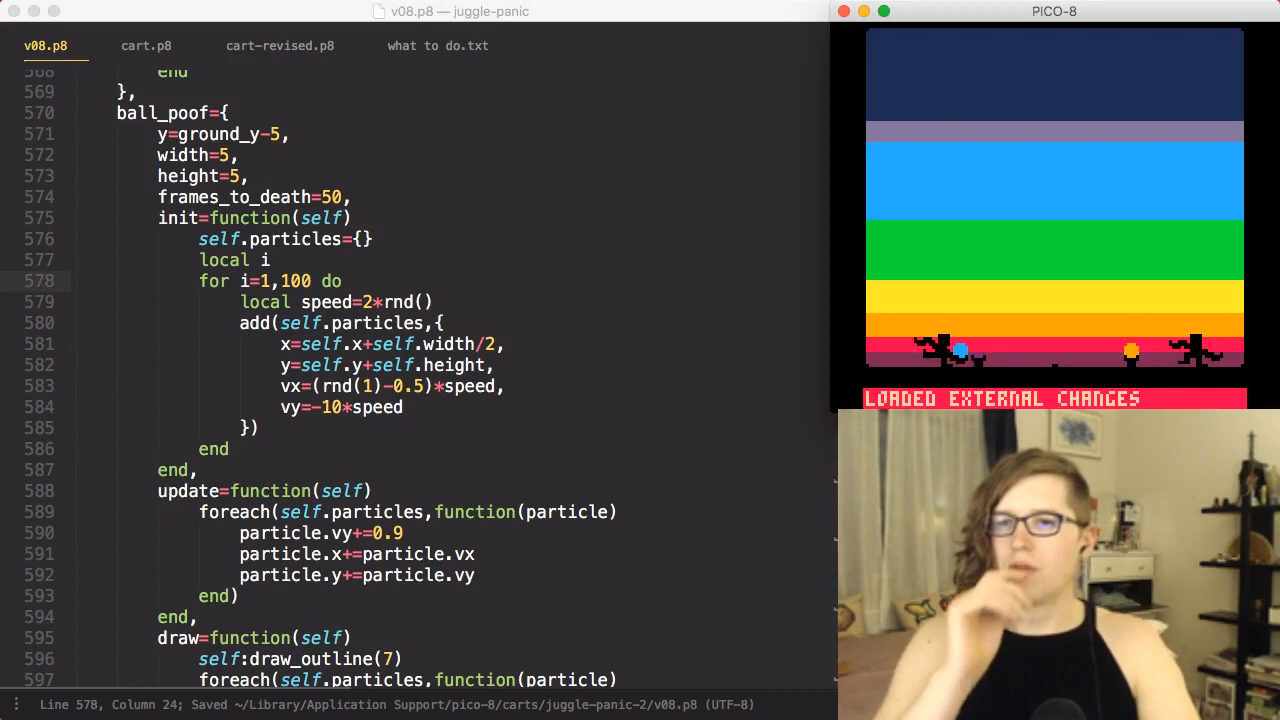 v08.p8 — juggle-panic
PICO-8
v08.p8
cart.p8
cart-revised.p8
what to do.txt
568 end
569 },
570 ball_poof={
571 y=ground_y-5,
572 width=5,
573 height=5,
574 frames_to_death=50,
575 init=function(self)
576 self.particles={}
577 local i
578 for i=1,100 do
579 local speed=2*rnd()
580 add(self.particles,{
581 x=self.x+self.width/2,
582 y=self.y+self.height,
583 vx=(rnd(1)-0.5)*speed,
584 vy=-10*speed
585 })
586 end
587 end,
588 update=function(self)
589 foreach(self.particles,function(particle)
590 particle.vy+=0.9
591 particle.x+=particle.vx
592 particle.y+=particle.vy
593 end)
594 end,
595 draw=function(self)
596 self:draw_outline(7)
597 foreach(self.particles,function(particle)
LOADED EXTERNAL CHANGES
Line 578, Column 24; Saved ~/Library/Application Support/pico-8/carts/juggle-panic-2/v08.p8 (UTF-8)